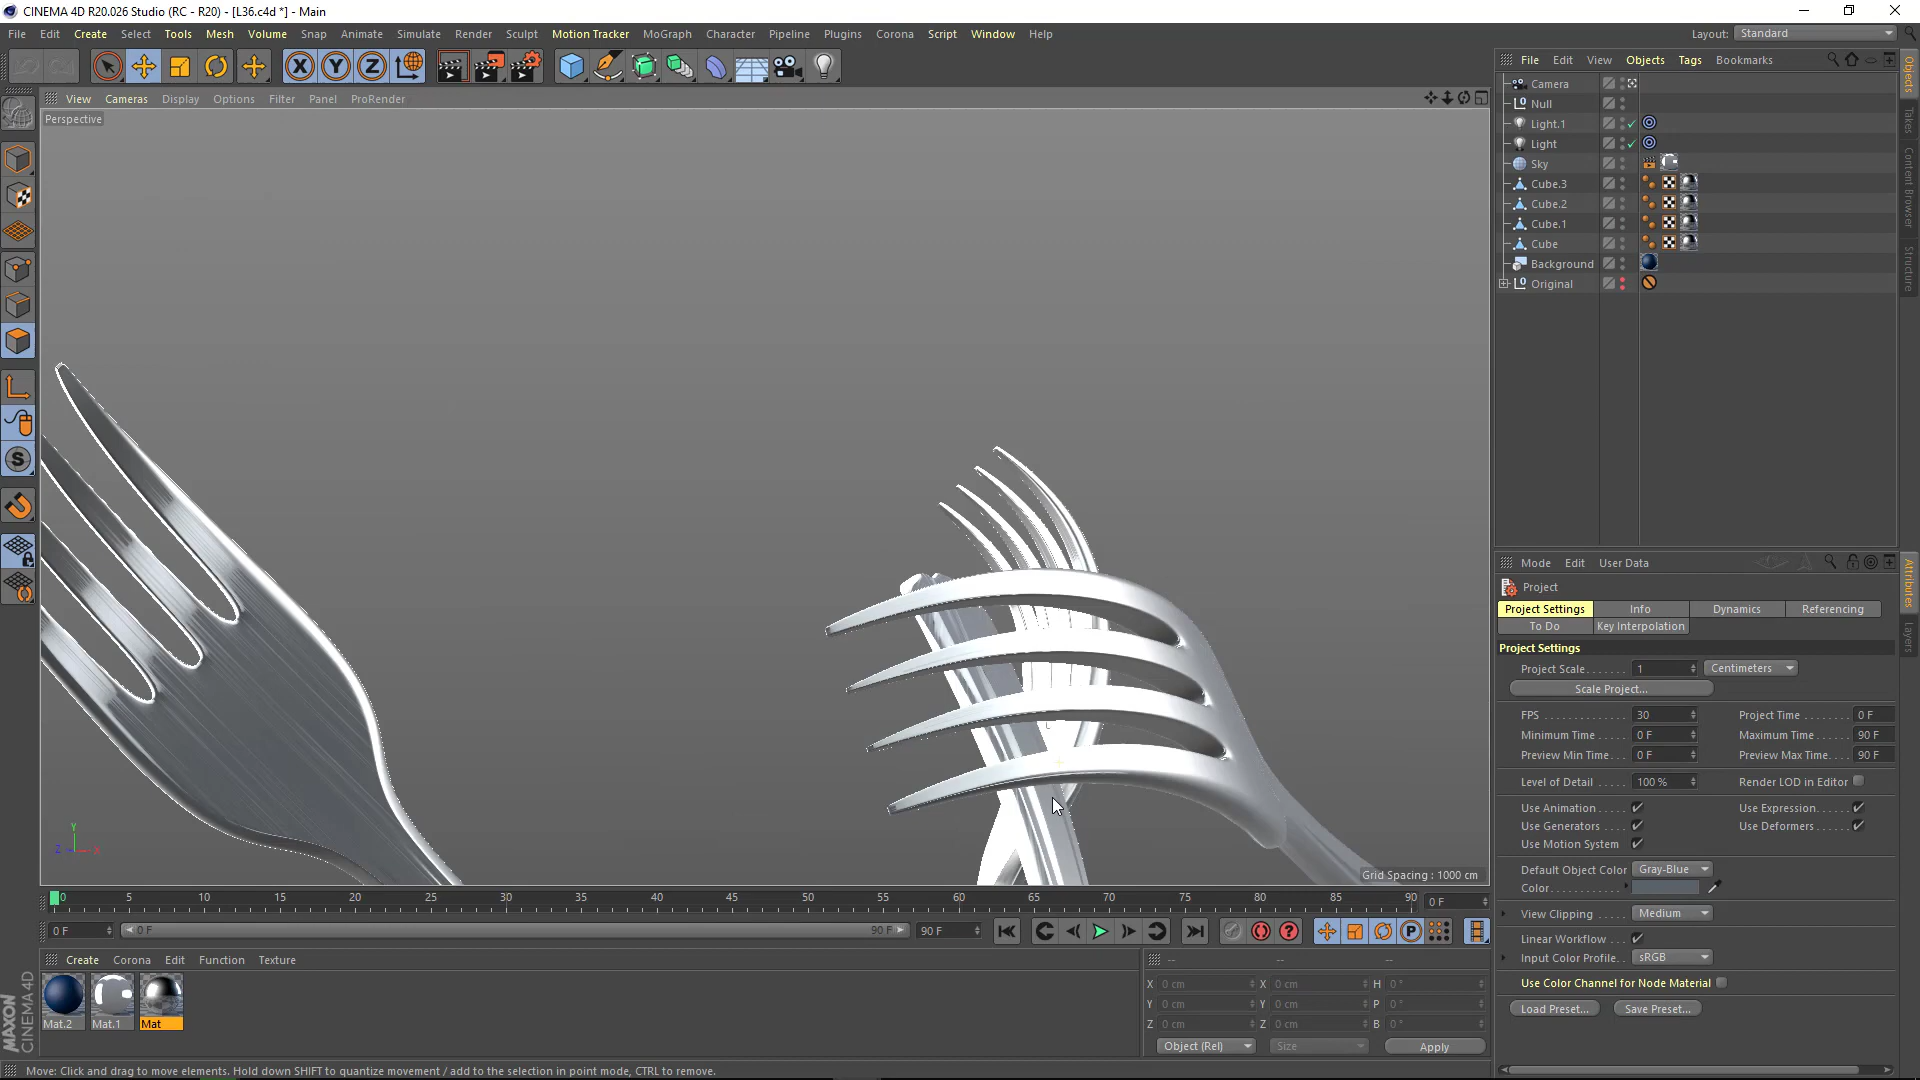 CINEMA 4D R20.026 Studio (RC - R20) - [L36.c4d *] - Main
File Edit Create Select Tools Mesh Volume Snap Animate Simulate Render Sculpt Motion Tracker MoGraph Character Pipeline Plugins Corona Script Window Help
Layout: Standard
View Cameras Display Options Filter Panel ProRender
Perspective
File Edit View Objects Tags Bookmarks
Camera
Null
Light.1
Light
Sky
Cube.3
Cube.2
Cube.1
Cube
Background
Original
Objects
Takes
Content Browser
Structure
X Y Z
S
Y
Z X
Grid Spacing : 1000 cm
Mode Edit User Data
Project
Project Settings Info Dynamics Referencing
To Do Key Interpolation
Project Settings
Project Scale 1 Centimeters
Scale Project...
FPS 30 Project Time 0 F
Minimum Time 0 F Maximum Time 90 F
Preview Min Time 0 F Preview Max Time 90 F
Level of Detail 100 % Render LOD in Editor
Use Animation Use Expression
Use Generators Use Deformers
Use Motion System
Default Object Color Gray-Blue
Color
View Clipping Medium
Linear Workflow
Input Color Profile sRGB
Use Color Channel for Node Material
Load Preset... Save Preset...
Attributes
Layers
0 5 10 15 20 25 30 35 40 45 50 55 60 65 70 75 80 85 90 0 F
0 F 0 F 90 F 90 F
P
Create Corona Edit Function Texture
Mat.2 Mat.1 Mat
-- -- --
X 0 cm X 0 cm H 0 °
Y 0 cm Y 0 cm P 0 °
Z 0 cm Z 0 cm B 0 °
Object (Rel) Size Apply
MAXON CINEMA 4D
Move: Click and drag to move elements. Hold down SHIFT to quantize movement / add to the selection in point mode, CTRL to remove.